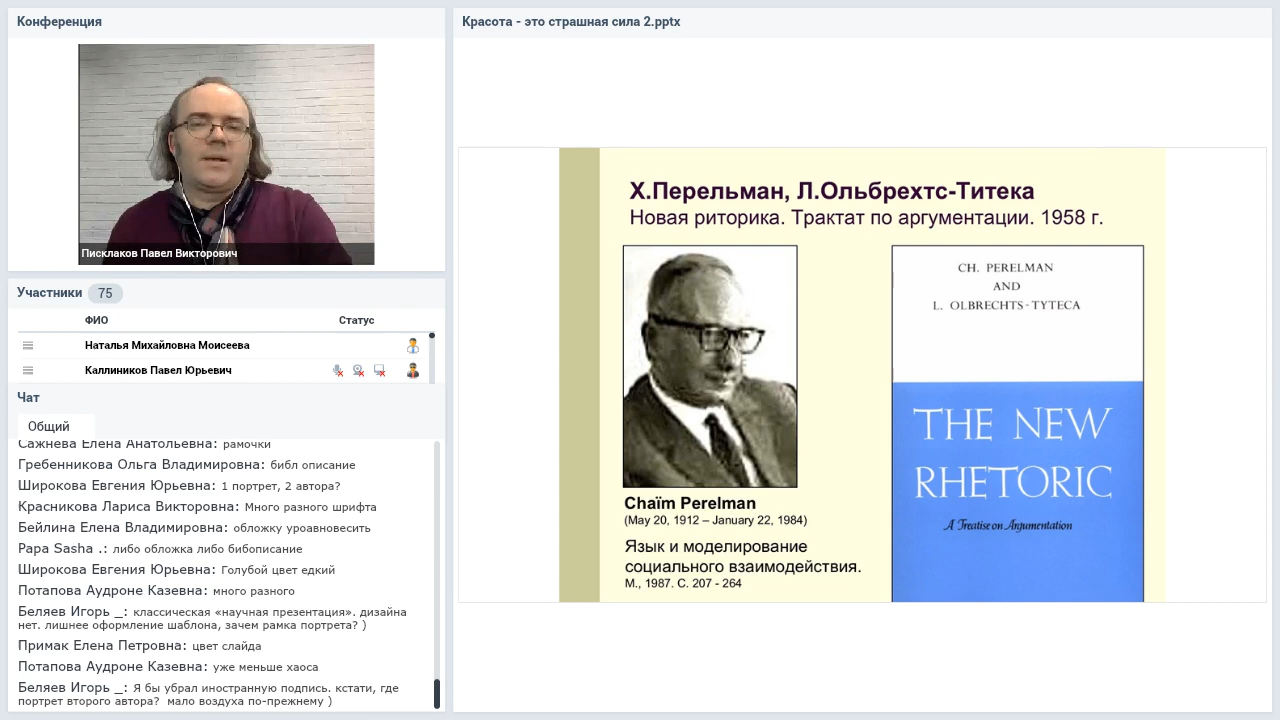 Конференция
Писклаков Павел Викторович
Участники 75
ФИО Статус
Наталья Михайловна Моисеева
Каллиников Павел Юрьевич
Чат
Общий
Сажнева Елена Анатольевна: рамочки
Гребенникова Ольга Владимировна: библ описание
Широкова Евгения Юрьевна: 1 портрет, 2 автора?
Красникова Лариса Викторовна: Много разного шрифта
Бейлина Елена Владимировна: обложку уроавновесить
Papa Sasha .: либо обложка либо бибописание
Широкова Евгения Юрьевна: Голубой цвет едкий
Потапова Аудроне Казевна: много разного
Беляев Игорь _: классическая «научная презентация». дизайна
нет. лишнее оформление шаблона, зачем рамка портрета? )
Примак Елена Петровна: цвет слайда
Потапова Аудроне Казевна: уже меньше хаоса
Беляев Игорь _: Я бы убрал иностранную подпись. кстати, где
портрет второго автора? мало воздуха по-прежнему )
Красота - это страшная сила 2.pptx
Х.Перельман, Л.Ольбрехтс-Титека
Новая риторика. Трактат по аргументации. 1958 г.
Chaïm Perelman
(May 20, 1912 – January 22, 1984)
Язык и моделирование
социального взаимодействия.
М., 1987. С. 207 - 264
CH. PERELMAN
AND
L. OLBRECHTS-TYTECA
THE NEW
RHETORIC
A Treatise on Argumentation